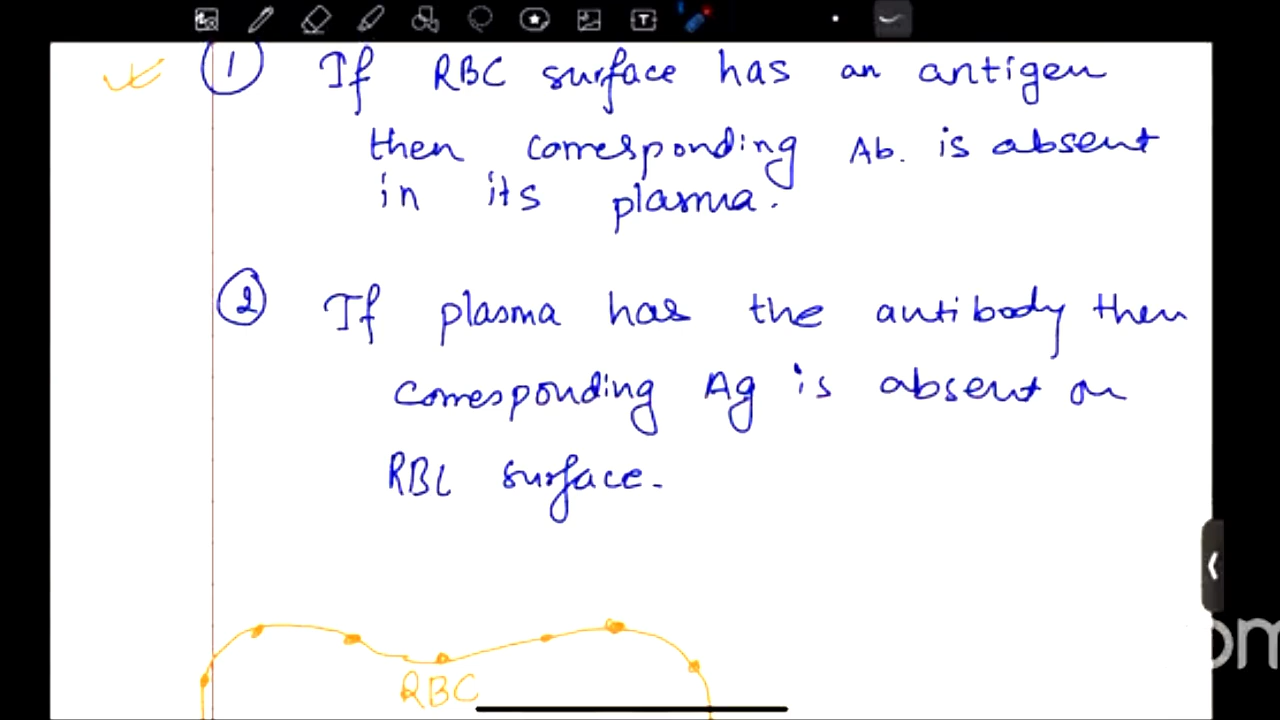 ① If RBC surface has an antigen
then corresponding Ab. is absent
in its plasma.
② If plasma has the antibody then
corresponding Ag is absent on
RBC surface.
om
RBC